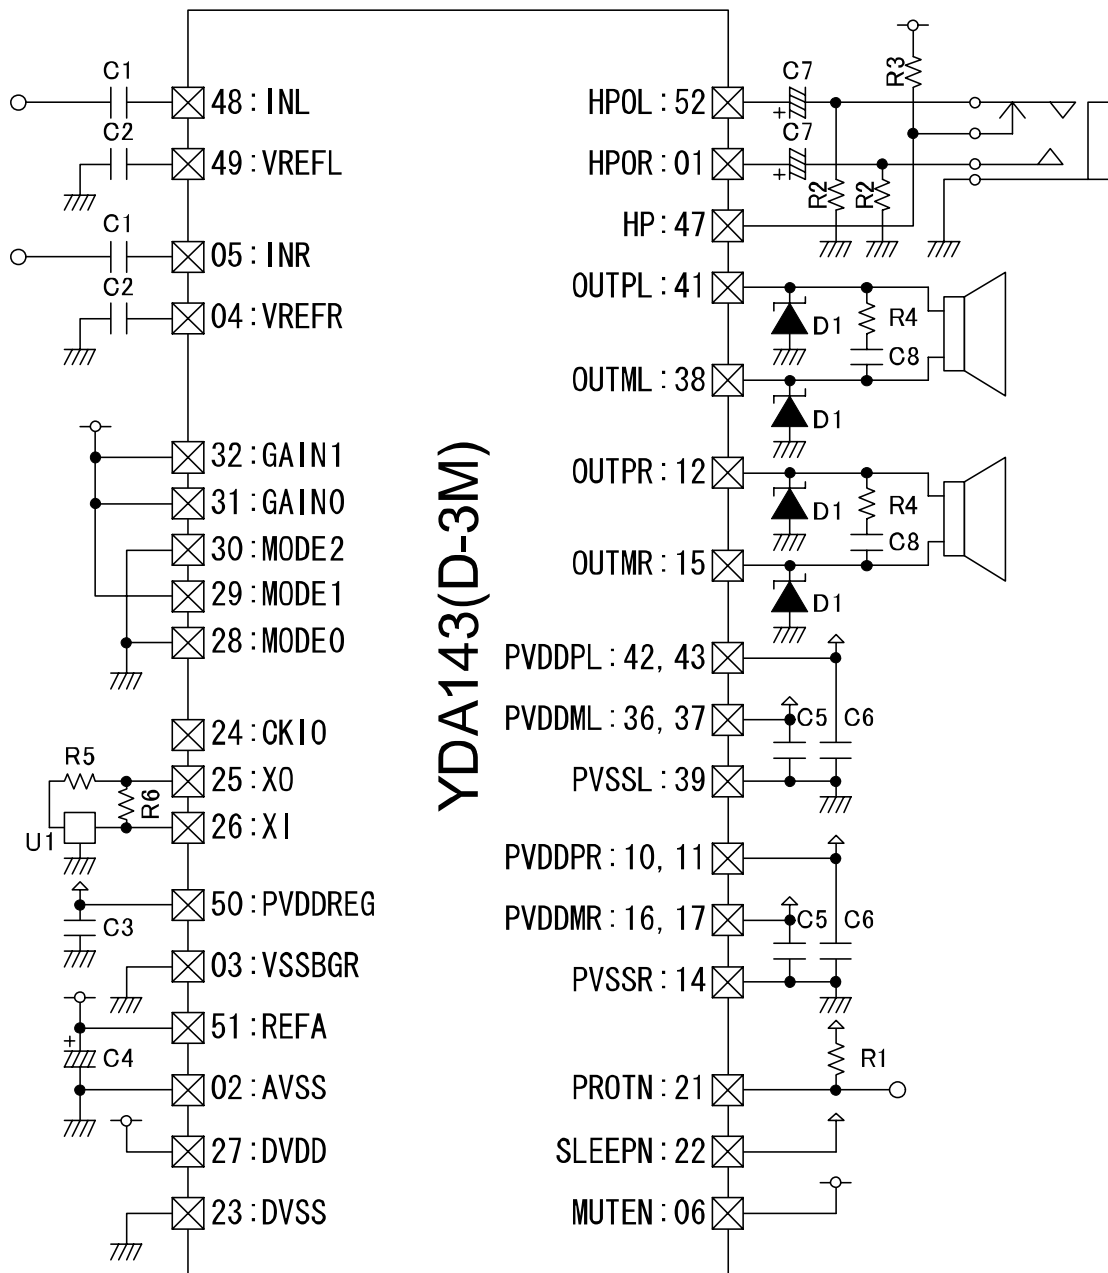 C1
48:INL
C2
49:VREFL
C1
05:INR
C2
04:VREFR
32:GAIN1
31:GAIN0
30:MODE2
29:MODE1
28:MODE0
24:CKIO
R5
25:XO
R6
26:XI
U1
50:PVDDREG
C3
03:VSSBGR
51:REFA
+
C4
02:AVSS
27:DVDD
23:DVSS
YDA143(D-3M)
R3
C7
HPOL:52
+
C7
HPOR:01
+
R2
R2
HP:47
OUTPL:41
R4
D1
C8
OUTML:38
D1
OUTPR:12
R4
D1
C8
OUTMR:15
D1
PVDDPL:42, 43
PVDDML:36, 37
C5
C6
PVSSL:39
PVDDPR:10, 11
PVDDMR:16, 17
C5
C6
PVSSR:14
R1
PROTN:21
SLEEPN:22
MUTEN:06